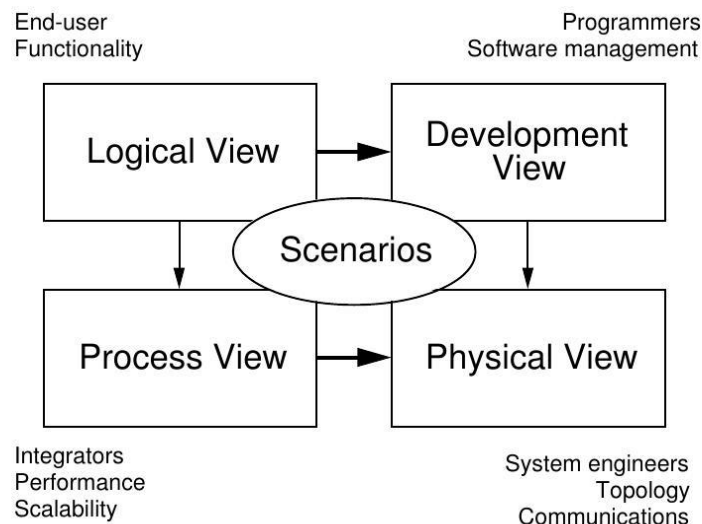 End-user
Functionality
Programmers
Software management
Logical View
Development
View
Scenarios
Process View
Physical View
Integrators
Performance
Scalability
System engineers
Topology
Communications